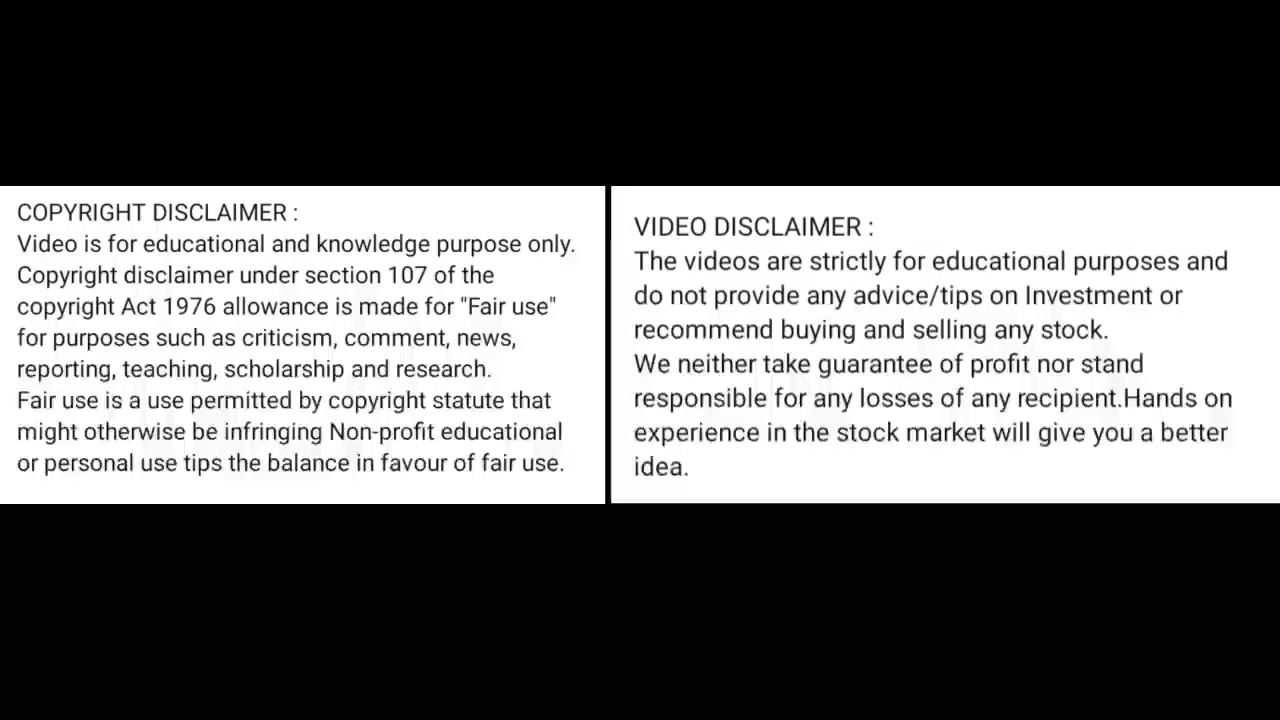 COPYRIGHT DISCLAIMER :
Video is for educational and knowledge purpose only.
Copyright disclaimer under section 107 of the
copyright Act 1976 allowance is made for "Fair use"
for purposes such as criticism, comment, news,
reporting, teaching, scholarship and research.
Fair use is a use permitted by copyright statute that
might otherwise be infringing Non-profit educational
or personal use tips the balance in favour of fair use.
VIDEO DISCLAIMER :
The videos are strictly for educational purposes and
do not provide any advice/tips on Investment or
recommend buying and selling any stock.
We neither take guarantee of profit nor stand
responsible for any losses of any recipient.Hands on
experience in the stock market will give you a better
idea.